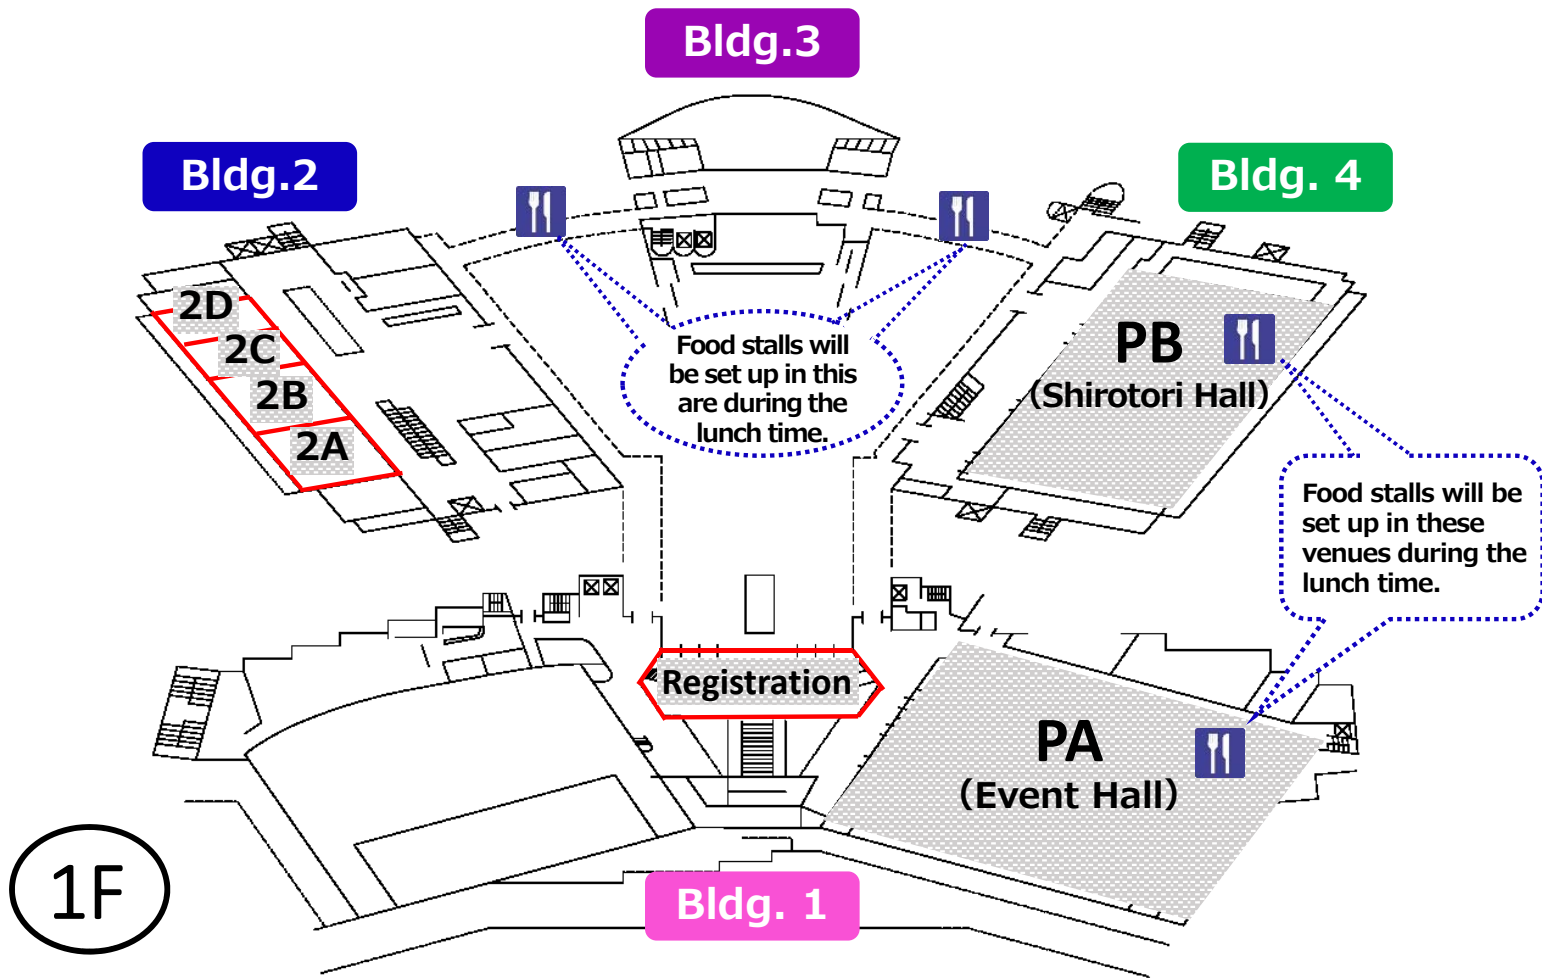 Bldg.3
Bldg.2
Bldg. 4
2D
2C
2B
2A
Food stalls will
be set up in this
are during the
lunch time.
PB
(Shirotori Hall)
Food stalls will be
set up in these
venues during the
lunch time.
Registration
PA
(Event Hall)
1F
Bldg. 1